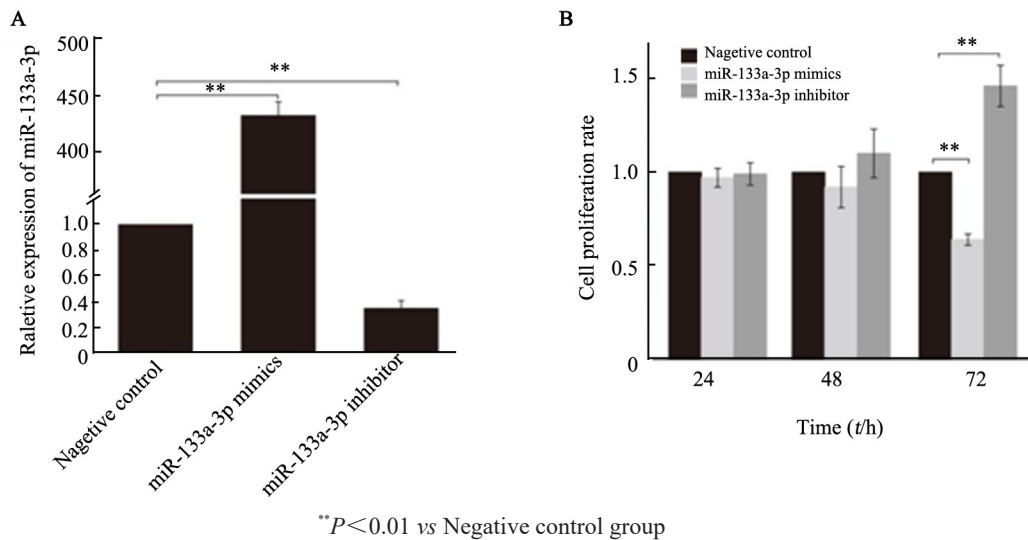 A
Raletive expression of miR-133a-3p
500
450
400
1.0
0.8
0.6
0.4
0.2
0
**
**
Nagetive control
miR-133a-3p mimics
miR-133a-3p inhibitor
B
Cell proliferation rate
1.5
1.0
0.5
0
Nagetive control
miR-133a-3p mimics
miR-133a-3p inhibitor
**
**
24 48 72
Time (t/h)
**P<0.01 vs Negative control group